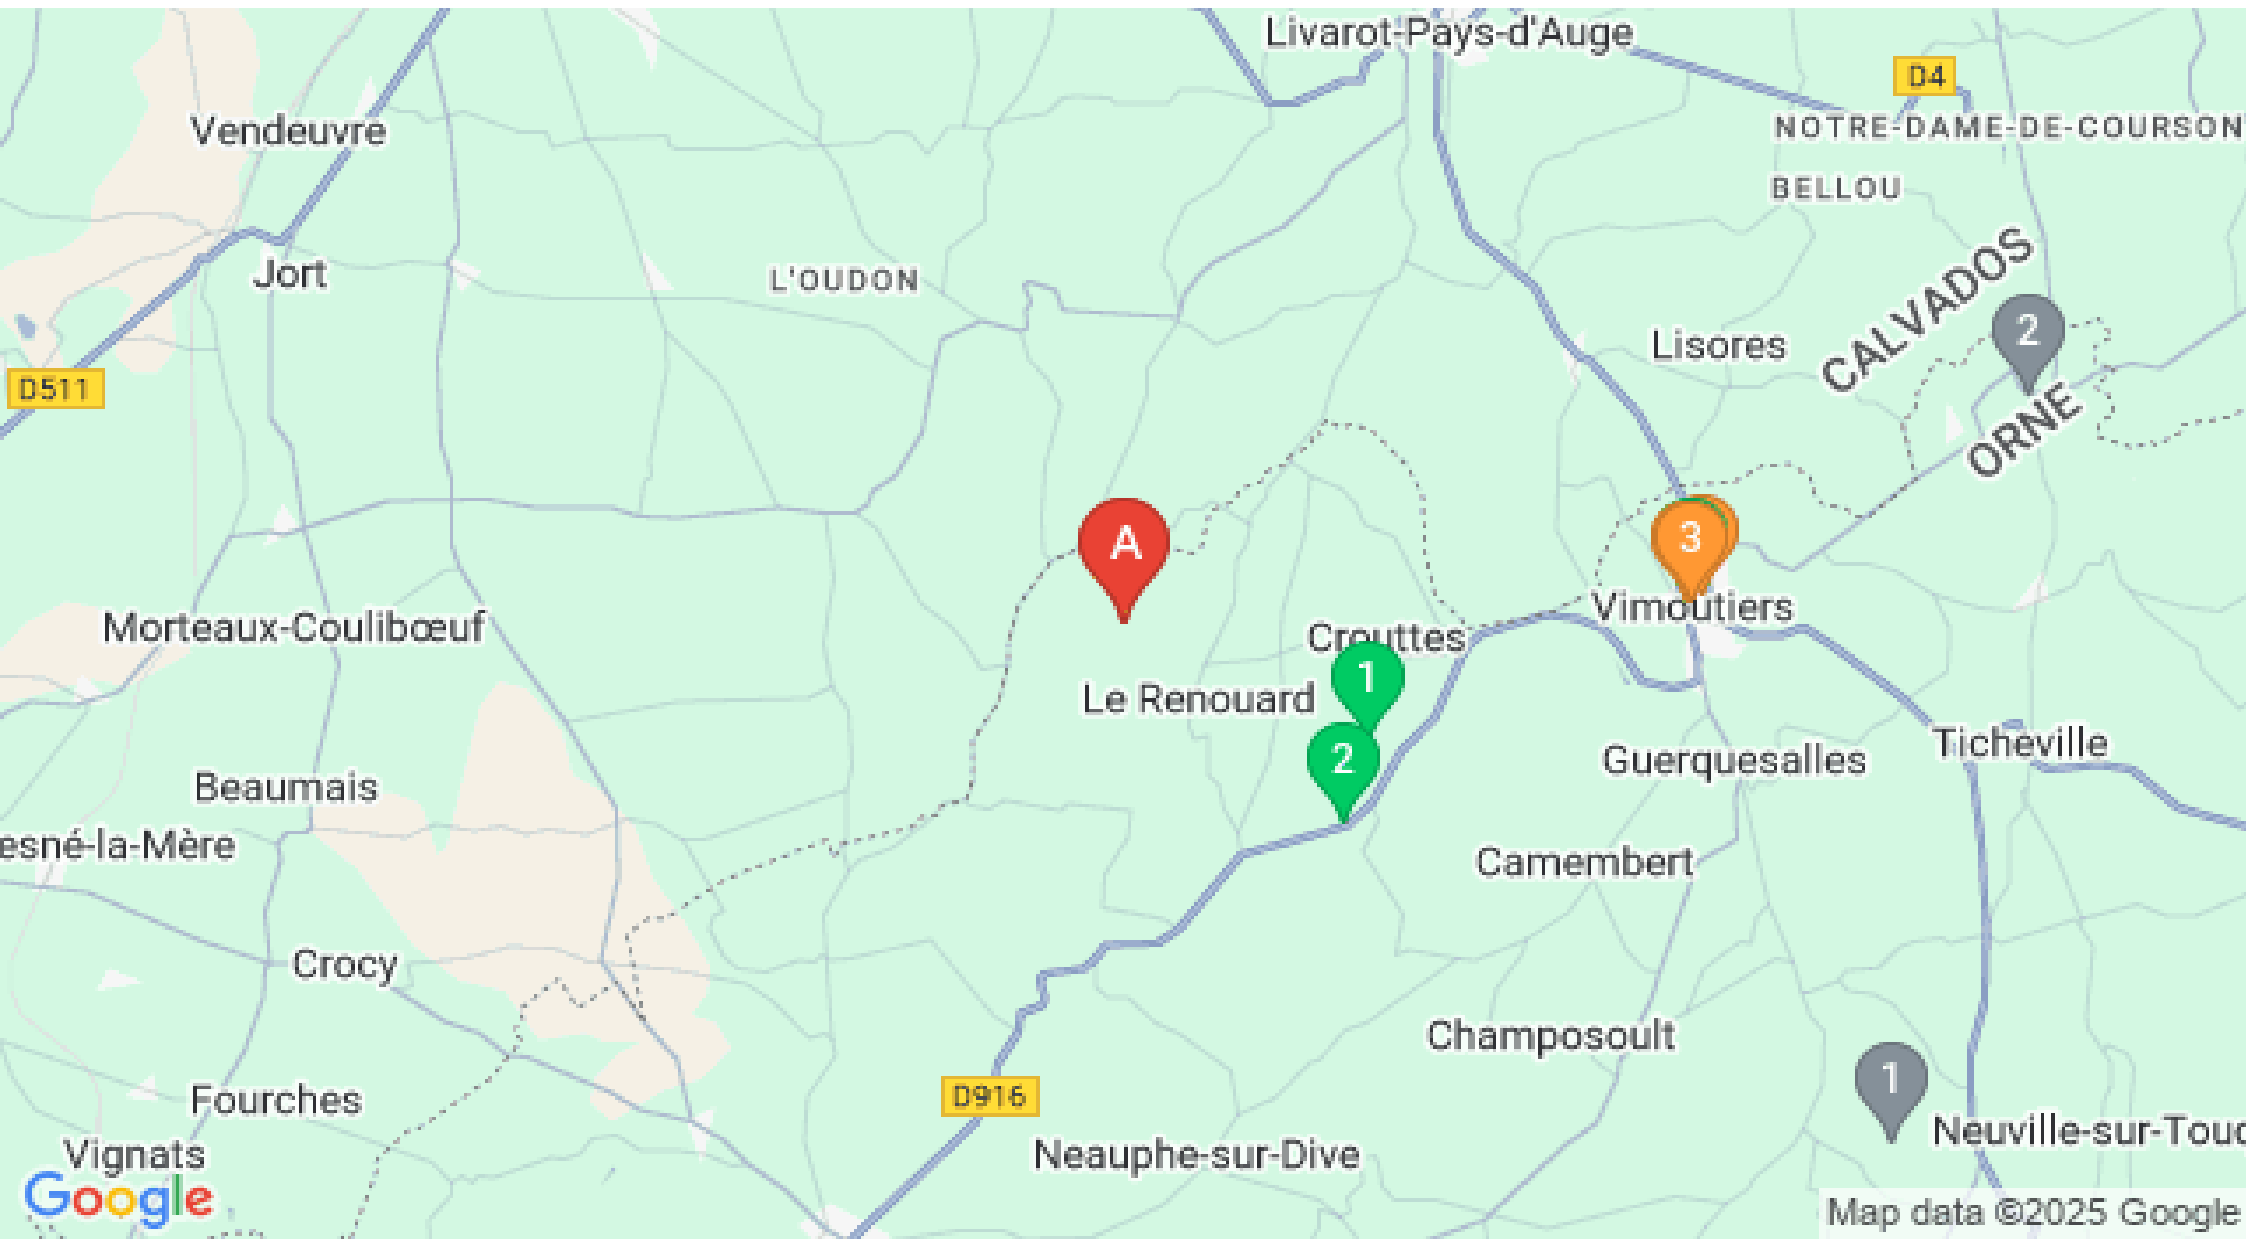 Livarot-Pays-d'Auge
D4
Vendeuvre
NOTRE-DAME-DE-COURSON
BELLOU
Jort
L'OUDON
CALVADOS
2
Lisores
D511
ORNE
A
3
Vimoutiers
Morteaux-Coulibœuf
Crouttes
1
Le Renouard
2
Ticheville
Guerquesalles
Beaumais
esné-la-Mère
Camembert
Crocy
Champosoult
1
D916
Fourches
Neuville-sur-Touc
Vignats
Neauphe-sur-Dive
Google
Map data ©2025 Google